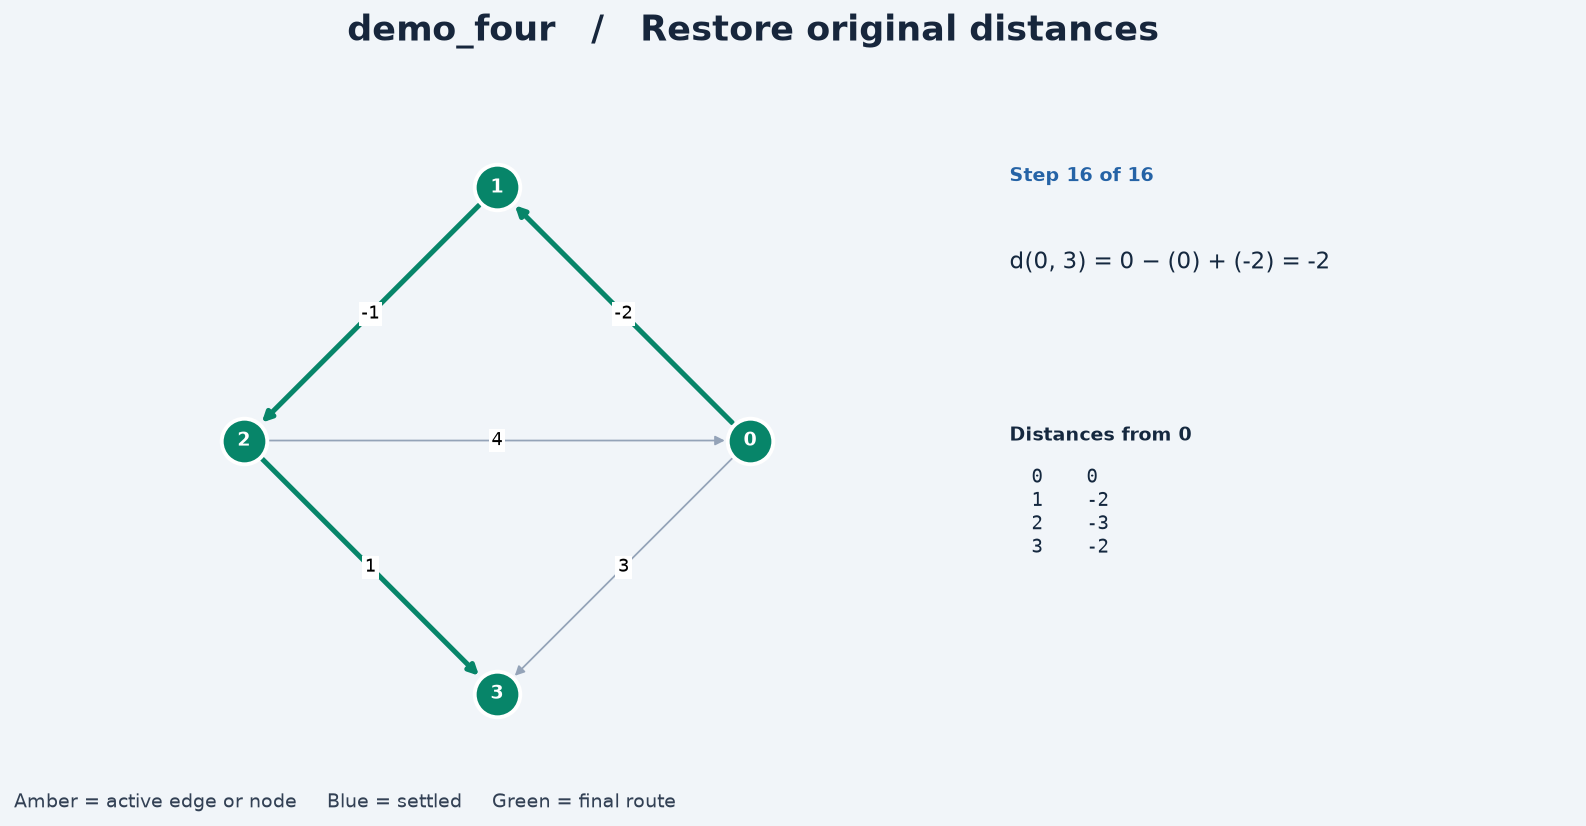 demo_four / Restore original distances
Step 16 of 16
1
d(0, 3) = 0 − (0) + (-2) = -2
-1
-2
Distances from 0
2
4
0
0 0
1 -2
2 -3
3 -2
1
3
3
Amber = active edge or node Blue = settled Green = final route